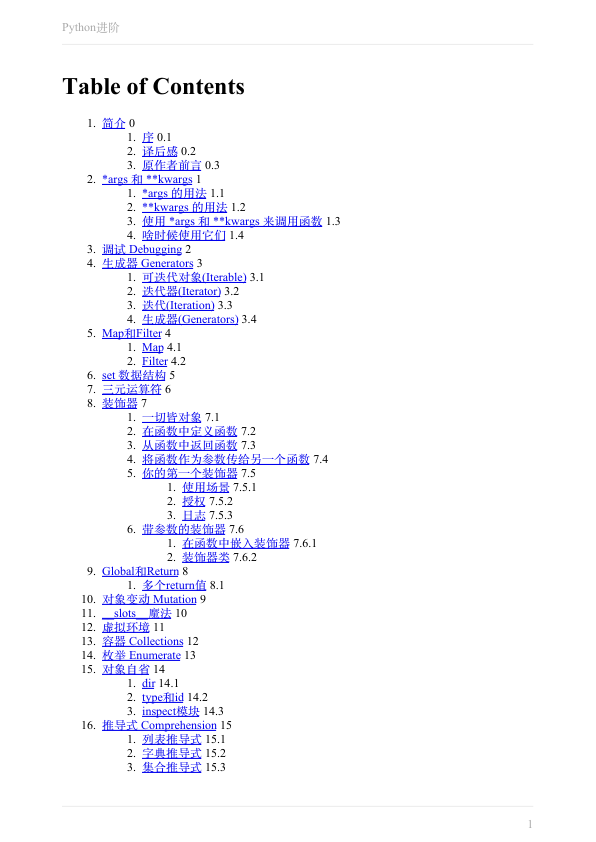 Python进阶
Table of Contents
1. 简介 0
1. 序 0.1
2. 译后感 0.2
3. 原作者前言 0.3
2. *args 和 **kwargs 1
1. *args 的用法 1.1
2. **kwargs 的用法 1.2
3. 使用 *args 和 **kwargs 来调用函数 1.3
4. 啥时候使用它们 1.4
3. 调试 Debugging 2
4. 生成器 Generators 3
1. 可迭代对象(Iterable) 3.1
2. 迭代器(Iterator) 3.2
3. 迭代(Iteration) 3.3
4. 生成器(Generators) 3.4
5. Map和Filter 4
1. Map 4.1
2. Filter 4.2
6. set 数据结构 5
7. 三元运算符 6
8. 装饰器 7
1. 一切皆对象 7.1
2. 在函数中定义函数 7.2
3. 从函数中返回函数 7.3
4. 将函数作为参数传给另一个函数 7.4
5. 你的第一个装饰器 7.5
1. 使用场景 7.5.1
2. 授权 7.5.2
3. 日志 7.5.3
6. 带参数的装饰器 7.6
1. 在函数中嵌入装饰器 7.6.1
2. 装饰器类 7.6.2
9. Global和Return 8
1. 多个return值 8.1
10. 对象变动 Mutation 9
11. __slots__魔法 10
12. 虚拟环境 11
13. 容器 Collections 12
14. 枚举 Enumerate 13
15. 对象自省 14
1. dir 14.1
2. type和id 14.2
3. inspect模块 14.3
16. 推导式 Comprehension 15
1. 列表推导式 15.1
2. 字典推导式 15.2
3. 集合推导式 15.3
1